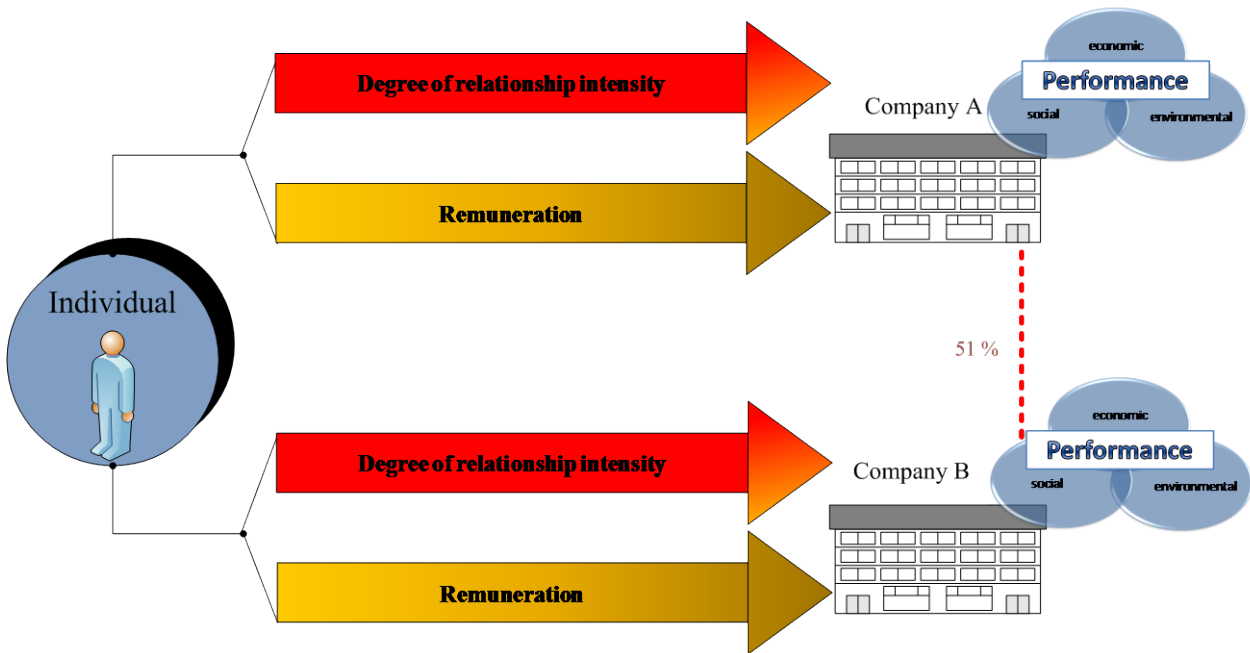 economic
Performance
social
environmental
Degree of relationship intensity
Company A
Remuneration
Individual
51 %
economic
Performance
social
environmental
Degree of relationship intensity
Company B
Remuneration